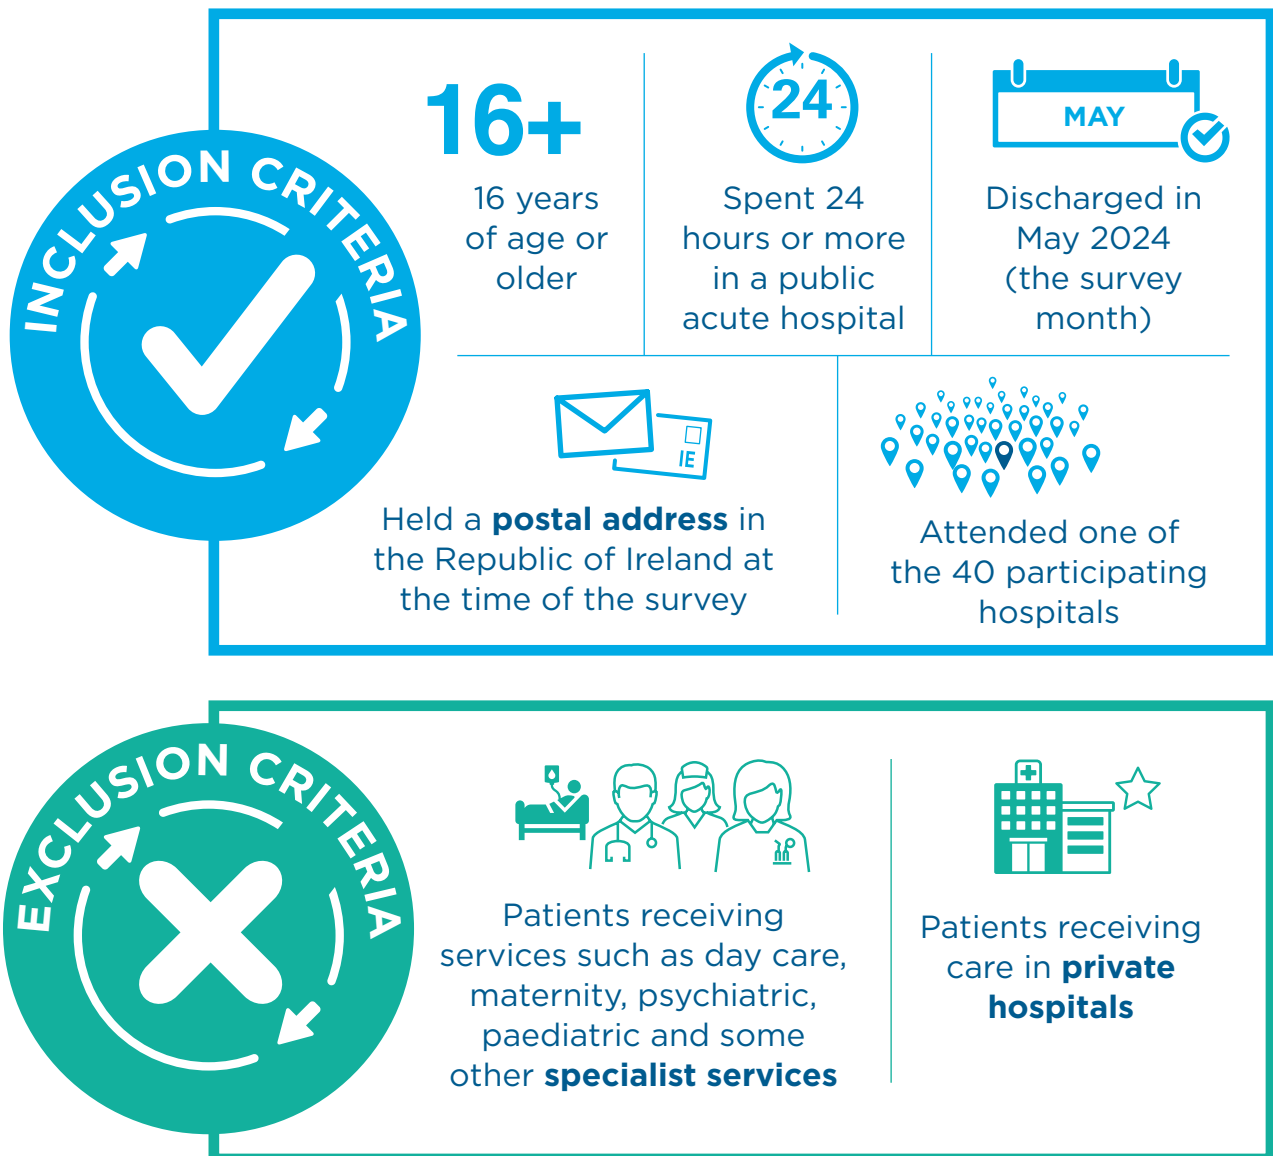 INCLUSION CRITERIA
16+
16 years
of age or
older
24
Spent 24
hours or more
in a public
acute hospital
MAY
Discharged in
May 2024
(the survey
month)
IE
Held a postal address in
the Republic of Ireland at
the time of the survey
Attended one of
the 40 participating
hospitals
EXCLUSION CRITERIA
Patients receiving
services such as day care,
maternity, psychiatric,
paediatric and some
other specialist services
Patients receiving
care in private
hospitals